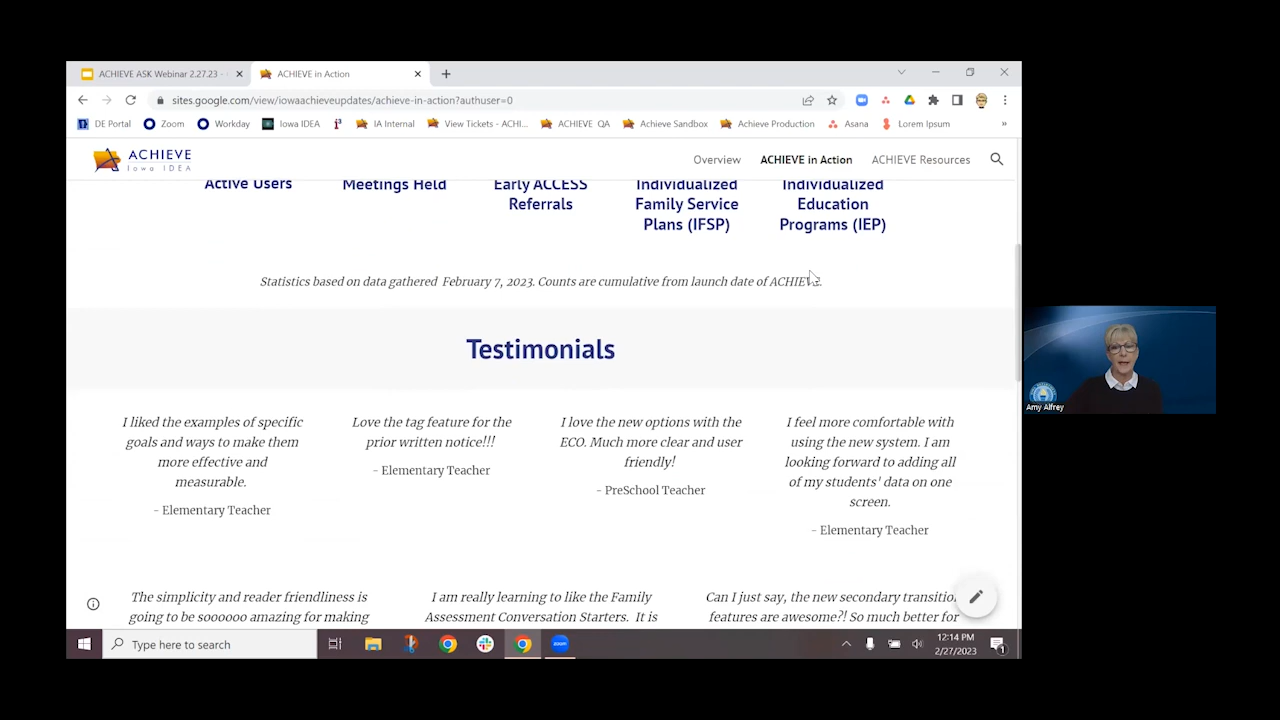 ACHIEVE ASK Webinar 2.27.23 -
ACHIEVE in Action
sites.google.com/view/iowaachieveupdates/achieve-in-action?authuser=0
DE Portal
Zoom
Workday
Iowa IDEA
IA Internal
View Tickets - ACHI...
ACHIEVE QA
Achieve Sandbox
Achieve Production
Asana
Lorem Ipsum
»
ACHIEVE
Iowa IDEA
Overview
ACHIEVE in Action
ACHIEVE Resources
Active Users
Meetings Held
Early ACCESS
Referrals
Individualized
Family Service
Plans (IFSP)
Individualized
Education
Programs (IEP)
Statistics based on data gathered February 7, 2023. Counts are cumulative from launch date of ACHIEVE.
Testimonials
I liked the examples of specific
goals and ways to make them
more effective and
measurable.
- Elementary Teacher
Love the tag feature for the
prior written notice!!!
- Elementary Teacher
I love the new options with the
ECO. Much more clear and user
friendly!
- PreSchool Teacher
I feel more comfortable with
using the new system. I am
looking forward to adding all
of my students' data on one
screen.
- Elementary Teacher
The simplicity and reader friendliness is
going to be soooooo amazing for making
I am really learning to like the Family
Assessment Conversation Starters. It is
Can I just say, the new secondary transition
features are awesome?! So much better for
Type here to search
zoom
12:14 PM
2/27/2023
1
Amy Alfrey